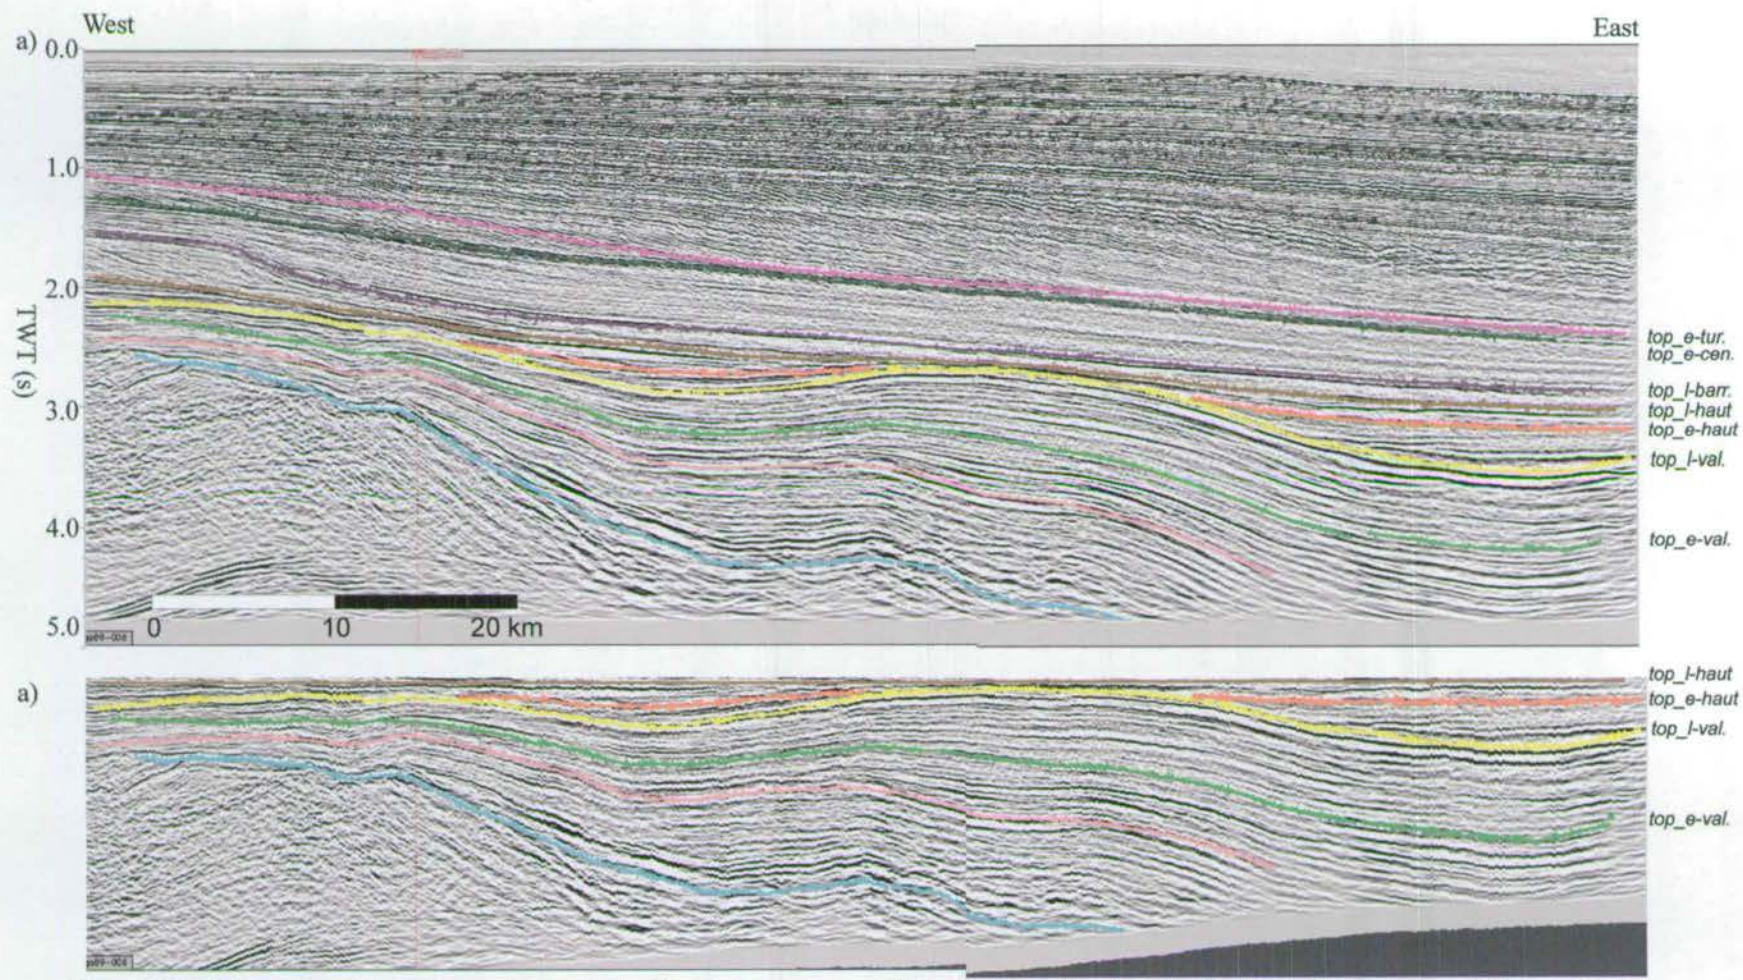 West
East
a)
0.0
1.0
2.0
TWT (s)
3.0
4.0
5.0
top_e-tur.
top_e-cen.
top_l-barr.
top_l-haut
top_e-haut
top_l-val.
top_e-val.
0 10 20 km
a)
top_l-haut
top_e-haut
top_l-val.
top_e-val.